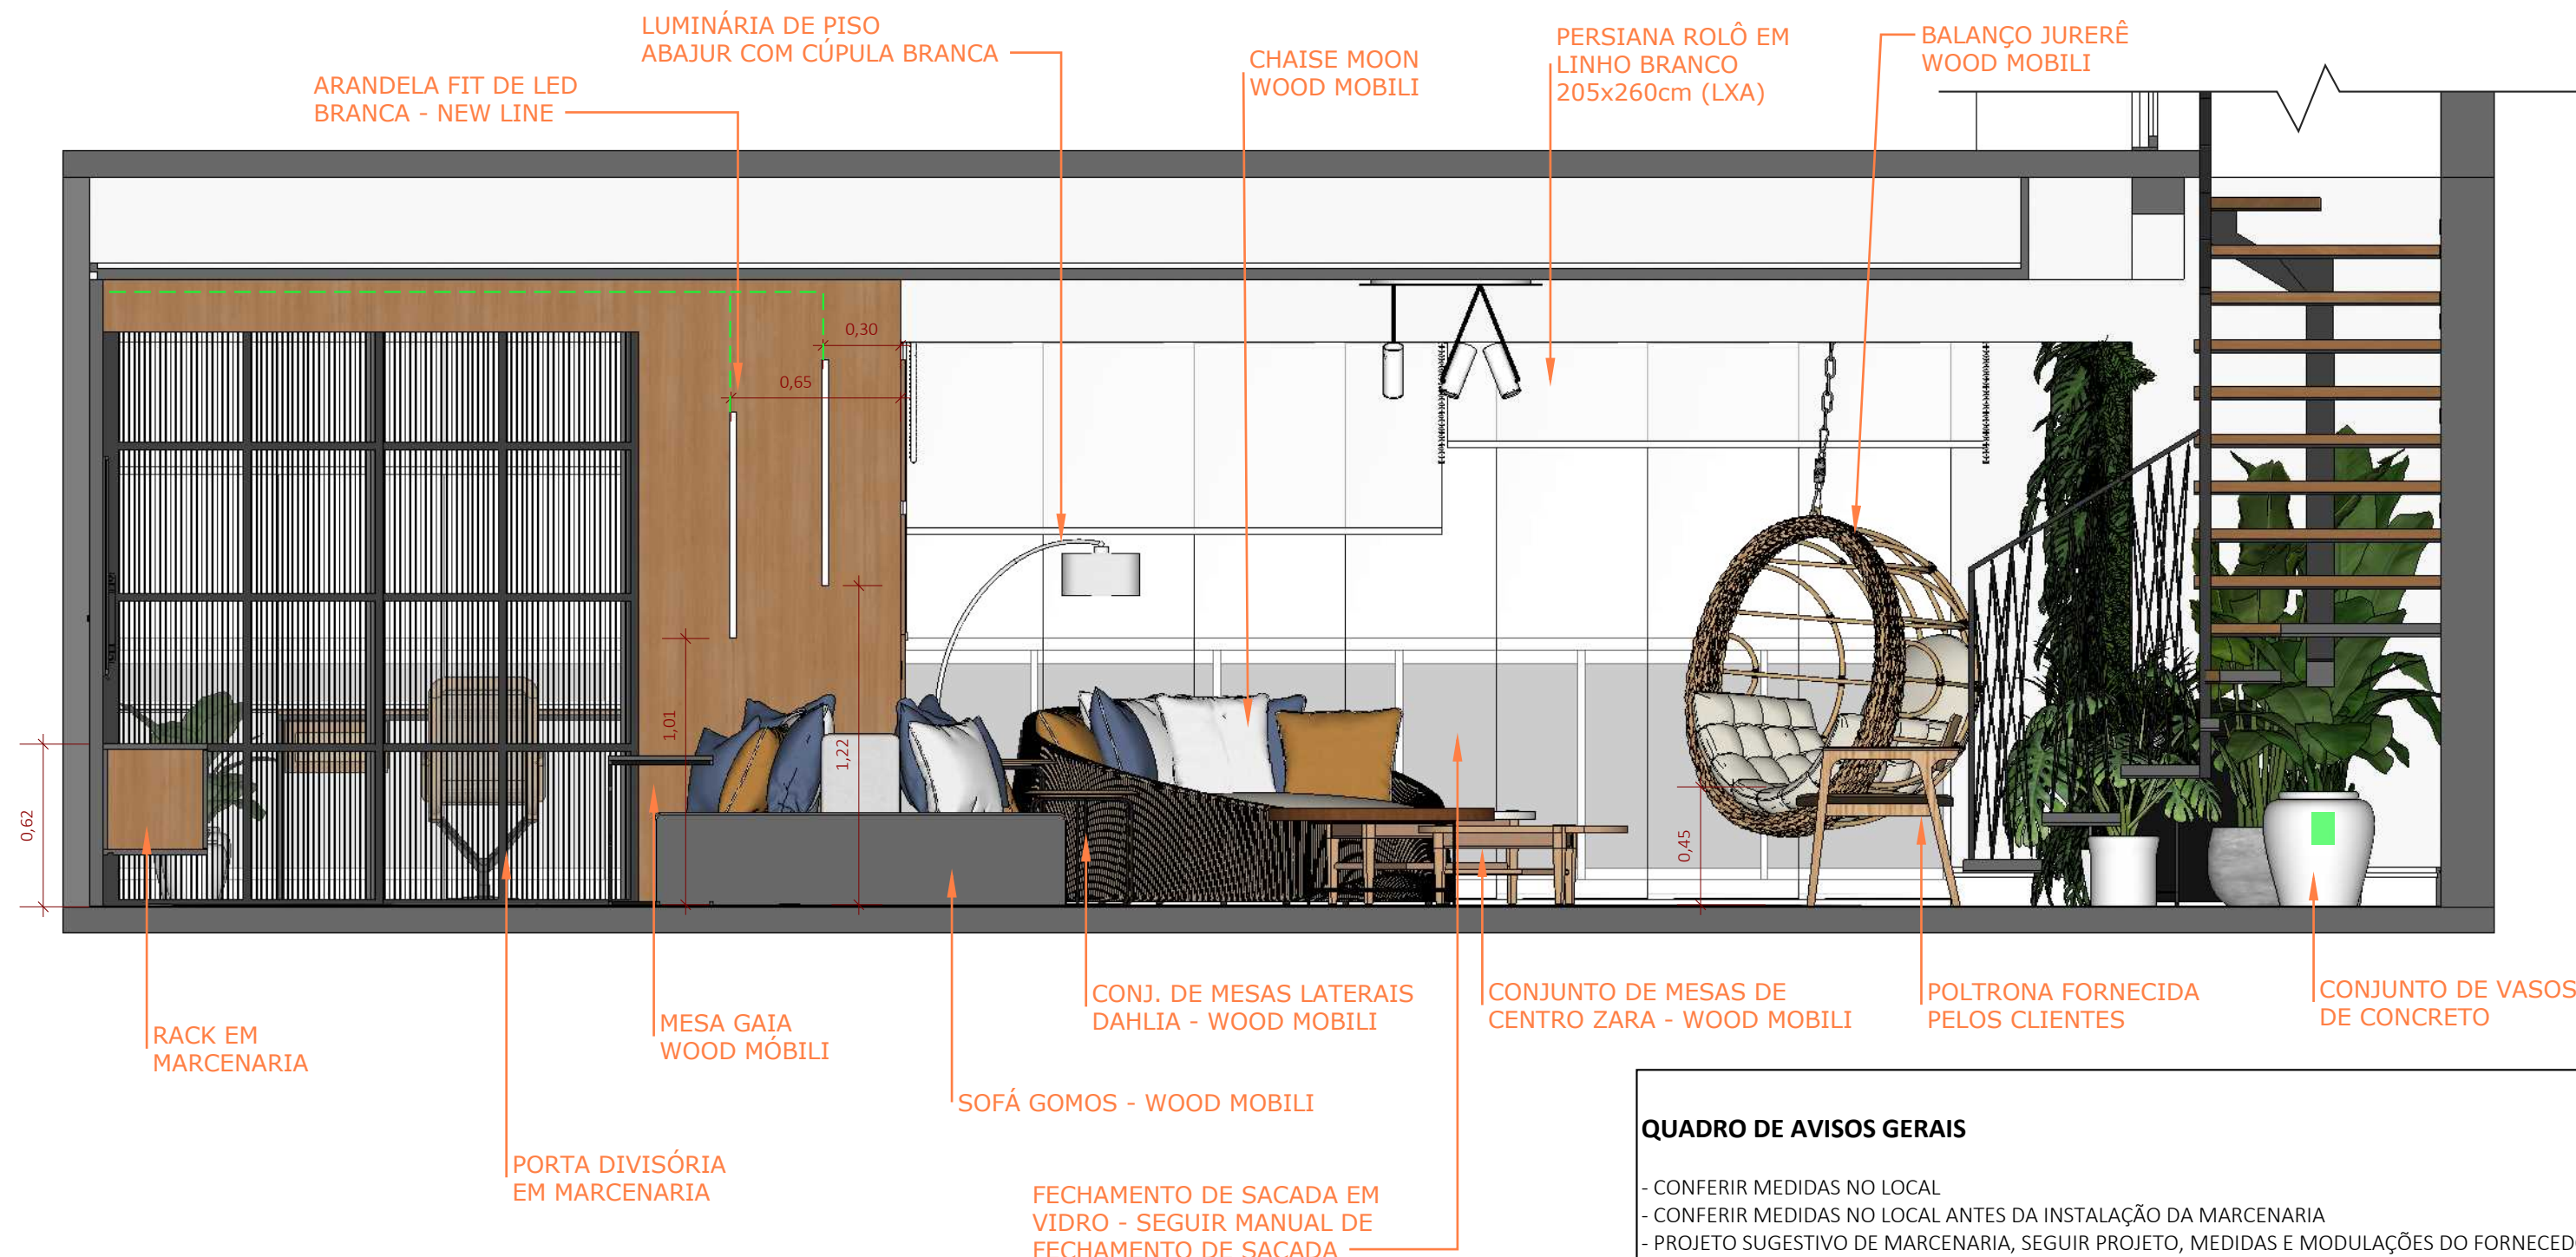 LUMINÁRIA DE PISO
ABAJUR COM CÚPULA BRANCA
ARANDELA FIT DE LED
BRANCA - NEW LINE
CHAISE MOON
WOOD MOBILI
PERSIANA ROLÔ EM
LINHO BRANCO
205x260cm (LXA)
BALANÇO JURERÊ
WOOD MOBILI
0,30
0,65
1,01
1,22
0,62
0,45
RACK EM
MARCENARIA
PORTA DIVISÓRIA
EM MARCENARIA
MESA GAIA
WOOD MÓBILI
SOFÁ GOMOS - WOOD MOBILI
CONJ. DE MESAS LATERAIS
DAHLIA - WOOD MOBILI
FECHAMENTO DE SACADA EM
VIDRO - SEGUIR MANUAL DE
FECHAMENTO DE SACADA
CONJUNTO DE MESAS DE
CENTRO ZARA - WOOD MOBILI
POLTRONA FORNECIDA
PELOS CLIENTES
CONJUNTO DE VASOS
DE CONCRETO
QUADRO DE AVISOS GERAIS
- CONFERIR MEDIDAS NO LOCAL
- CONFERIR MEDIDAS NO LOCAL ANTES DA INSTALAÇÃO DA MARCENARIA
- PROJETO SUGESTIVO DE MARCENARIA, SEGUIR PROJETO, MEDIDAS E MODULAÇÕES DO FORNECED